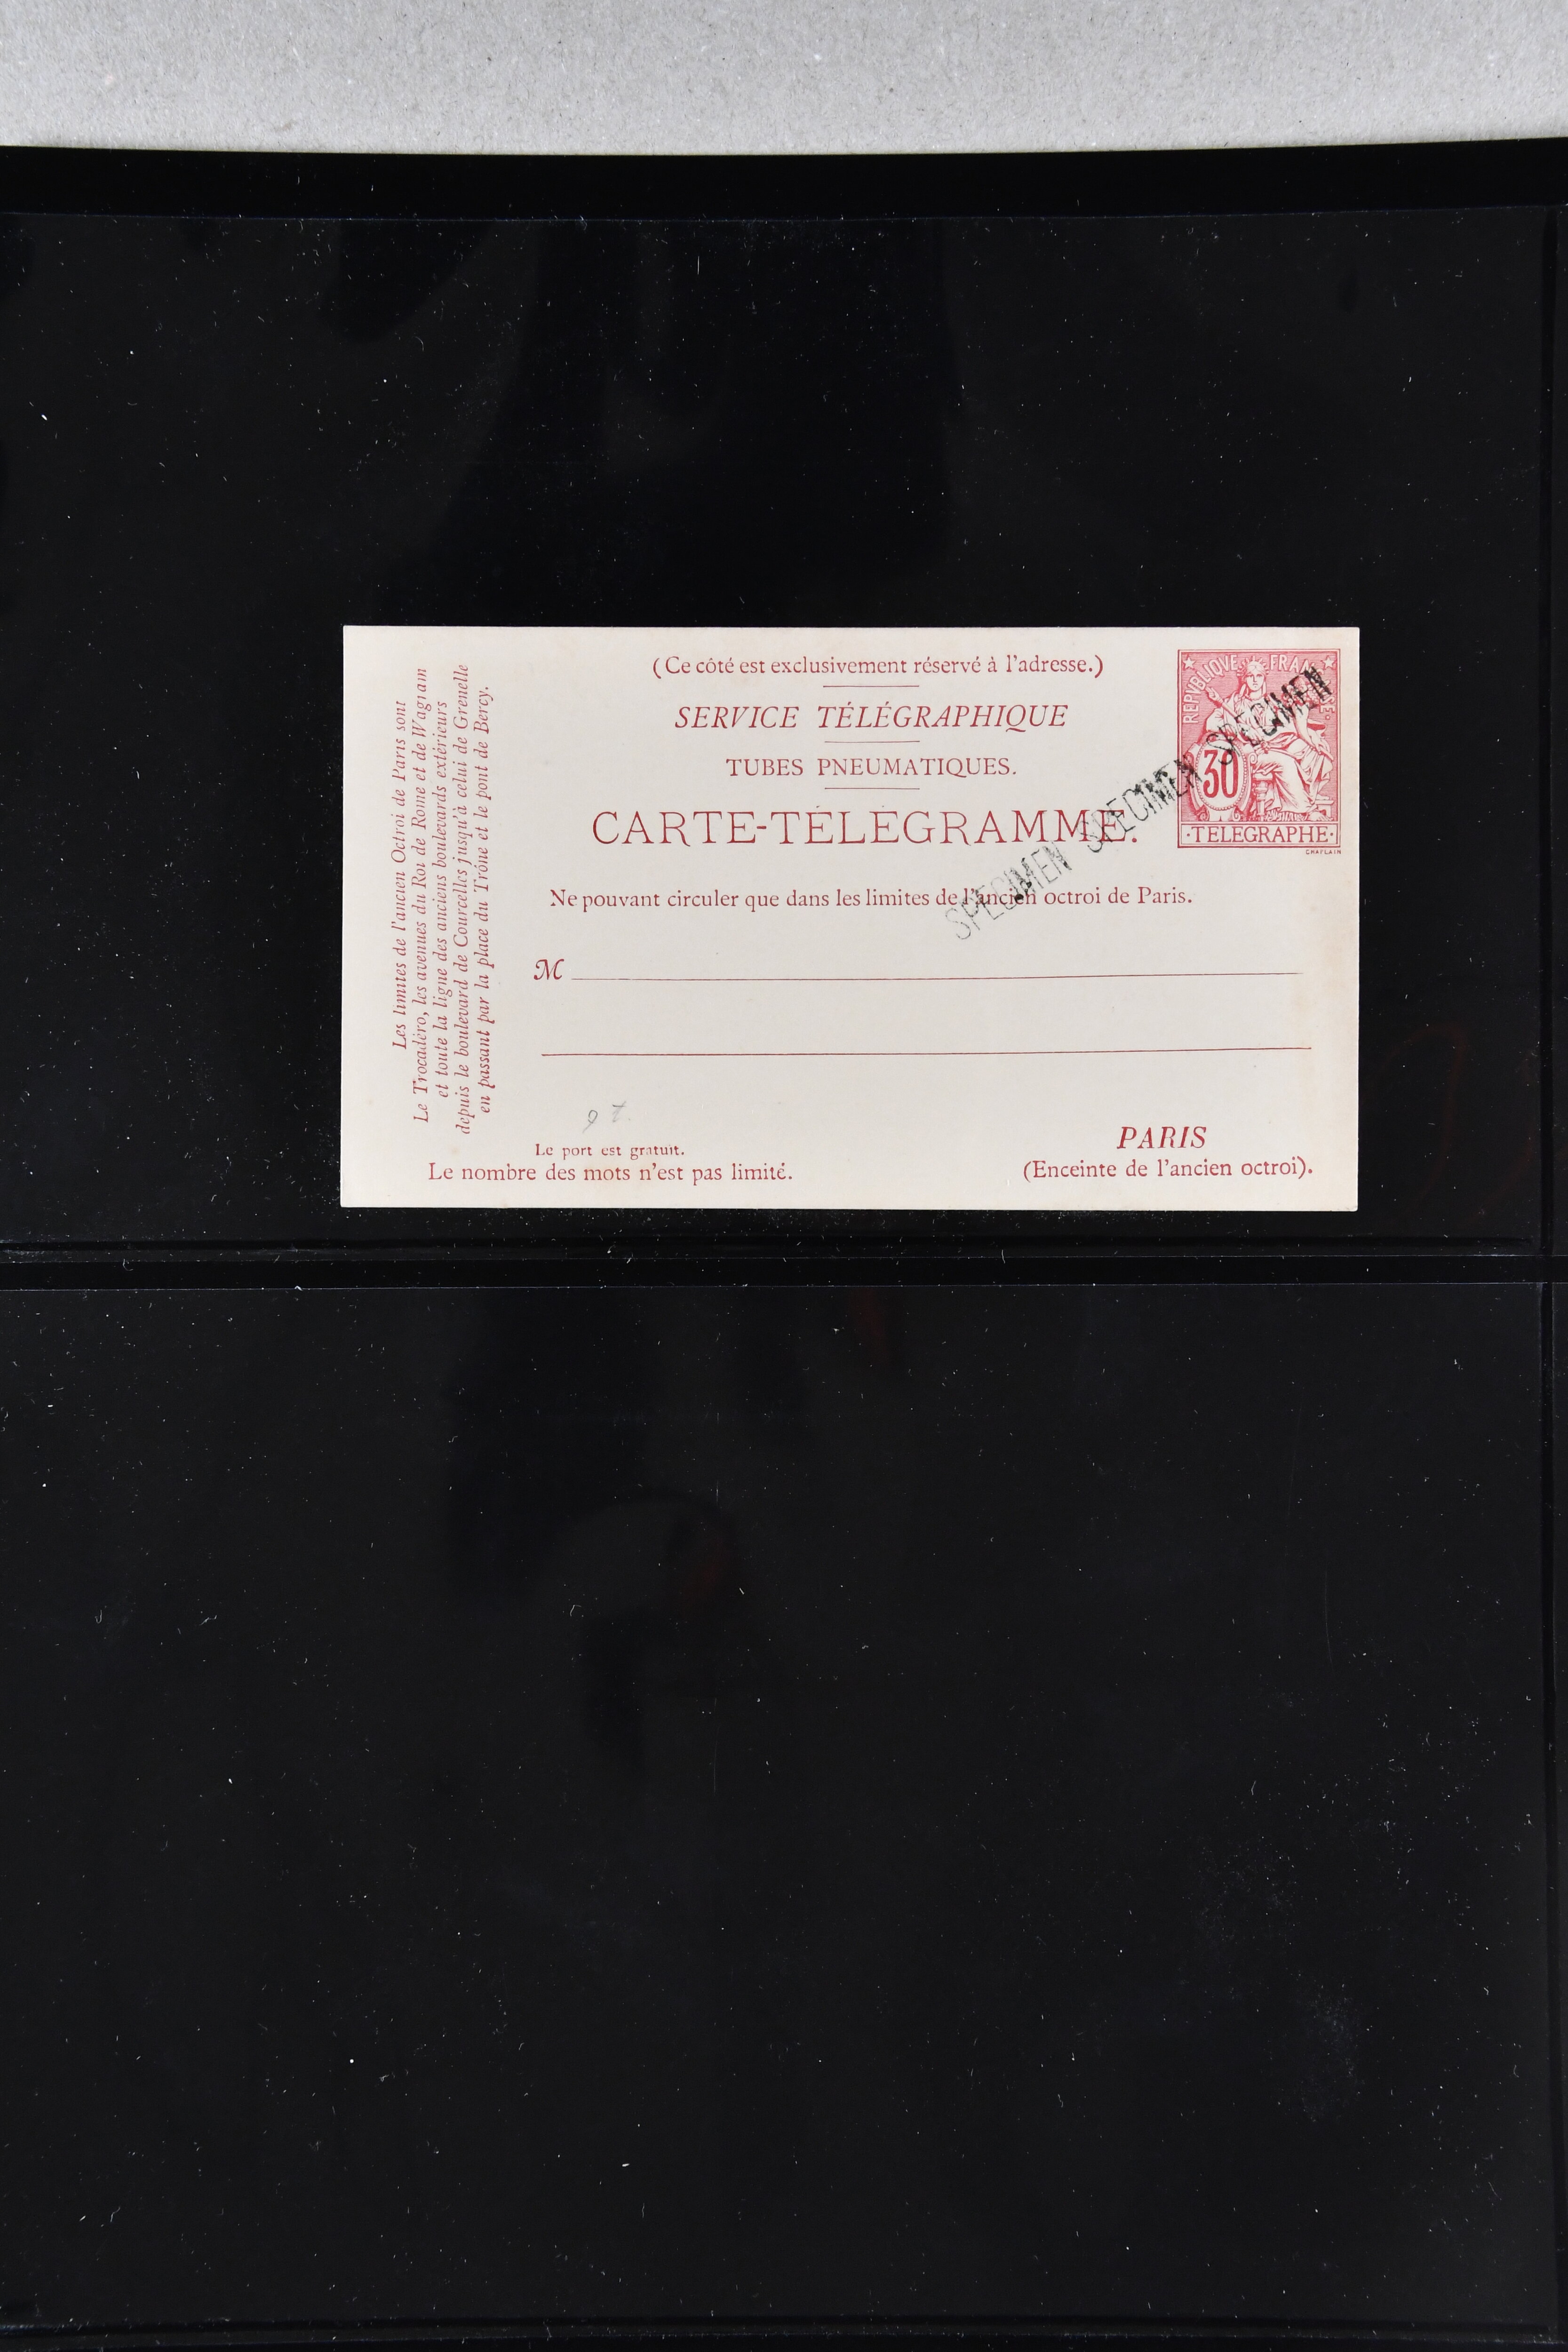 (Ce côté est exclusivement réservé à l'adresse.)
SERVICE TÉLÉGRAPHIQUE
TUBES PNEUMATIQUES.
CARTE-TÉLÉGRAMME.
Ne pouvant circuler que dans les limites de l'ancien octroi de Paris.
M
PARIS
(Enceinte de l'ancien octroi).
Le port est gratuit.
Le nombre des mots n'est pas limité.
Les limites de l'ancien Octroi de Paris sont
Le Trocadéro, les avenues du Roi de Rome et de Wagram
et toute la ligne des anciens boulevards extérieurs
depuis le boulevard de Courcelles jusqu'à celui de Grenelle
en passant par la place du Trône et le pont de Bercy.
REPVBLIQVE FRANÇAISE
30
·TELEGRAPHE·
CHAPLAIN
SPECIMEN SPECIMEN SPECIMEN